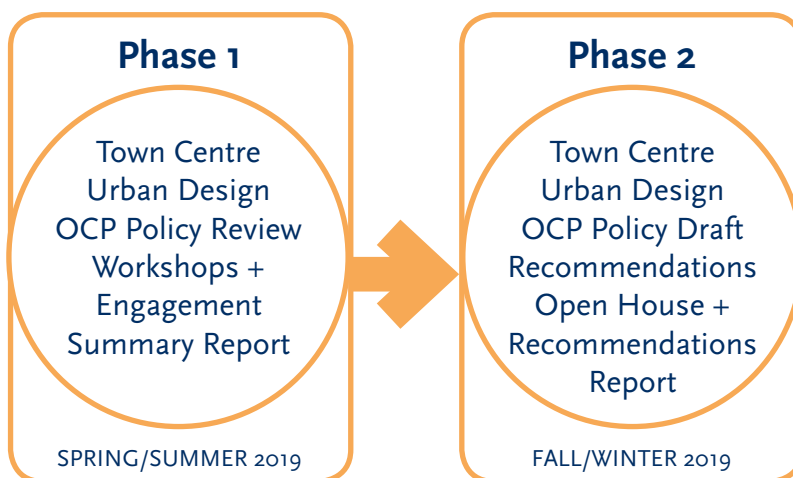 Phase 1
Town Centre
Urban Design
OCP Policy Review
Workshops +
Engagement
Summary Report
SPRING/SUMMER 2019
Phase 2
Town Centre
Urban Design
OCP Policy Draft
Recommendations
Open House +
Recommendations
Report
FALL/WINTER 2019